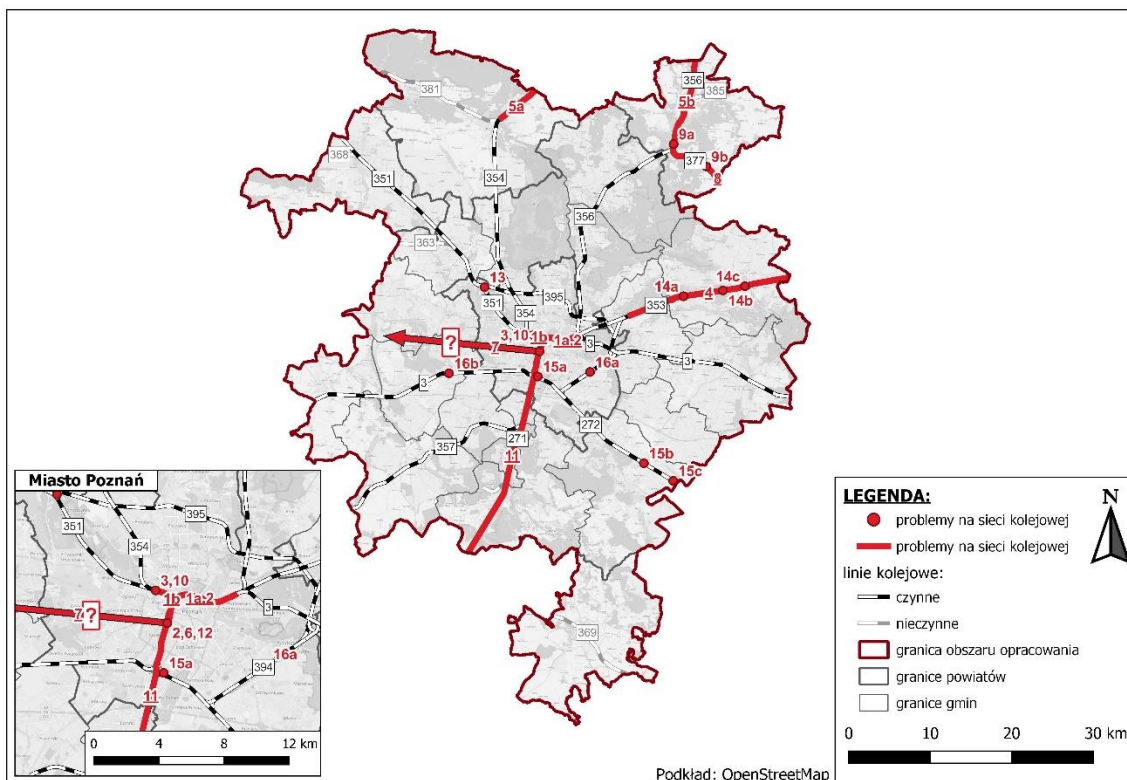 356
385
381
5a
5b
9a
9b
377
8
368
351
354
356
363
13
14a
4
14c
14b
351
354
395
353
3,10
1b
1a;2
3
3
?
7
16b
15a
16a
3
271
272
357
11
15b
15c
369
Miasto Poznań
351
395
354
3,10
1b
1a;2
3
7
?
2,6,12
15a
16a
394
11
0 4 8 12 km
LEGENDA:
N
problemy na sieci kolejowej
problemy na sieci kolejowej
linie kolejowe:
czynne
nieczynne
granica obszaru opracowania
granice powiatów
granice gmin
0 10 20 30 km
Podkład: OpenStreetMap